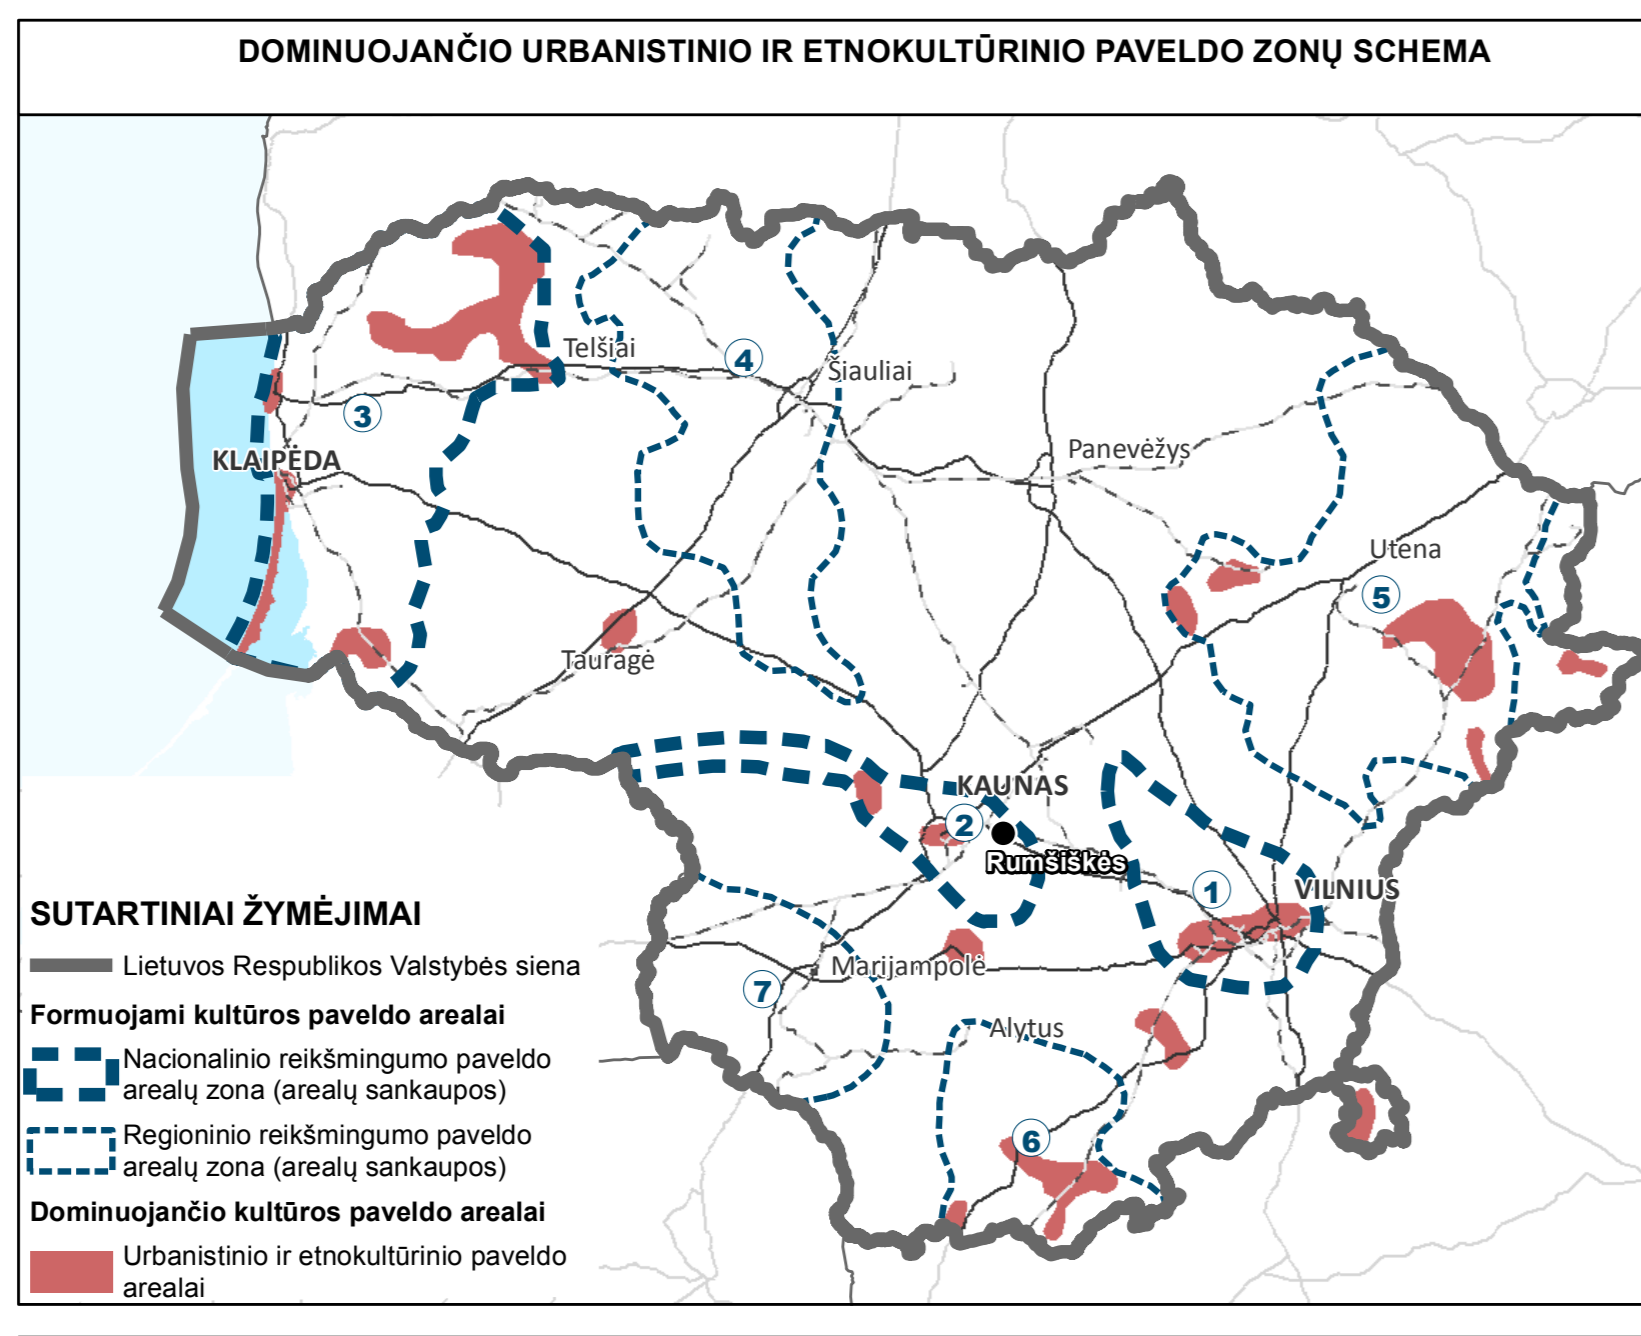 DOMINUOJANČIO URBANISTINIO IR ETNOKULTŪRINIO PAVELDO ZONŲ SCHEMA
Telšiai
4
Šiauliai
3
KLAIPĖDA
Panevėžys
Utena
5
Tauragė
KAUNAS
2
Rumšiškės
1
VILNIUS
Marijampolė
7
Alytus
6
SUTARTINIAI ŽYMĖJIMAI
Lietuvos Respublikos Valstybės siena
Formuojami kultūros paveldo arealai
Nacionalinio reikšmingumo paveldo
arealų zona (arealų sankaupos)
Regioninio reikšmingumo paveldo
arealų zona (arealų sankaupos)
Dominuojančio kultūros paveldo arealai
Urbanistinio ir etnokultūrinio paveldo
arealai